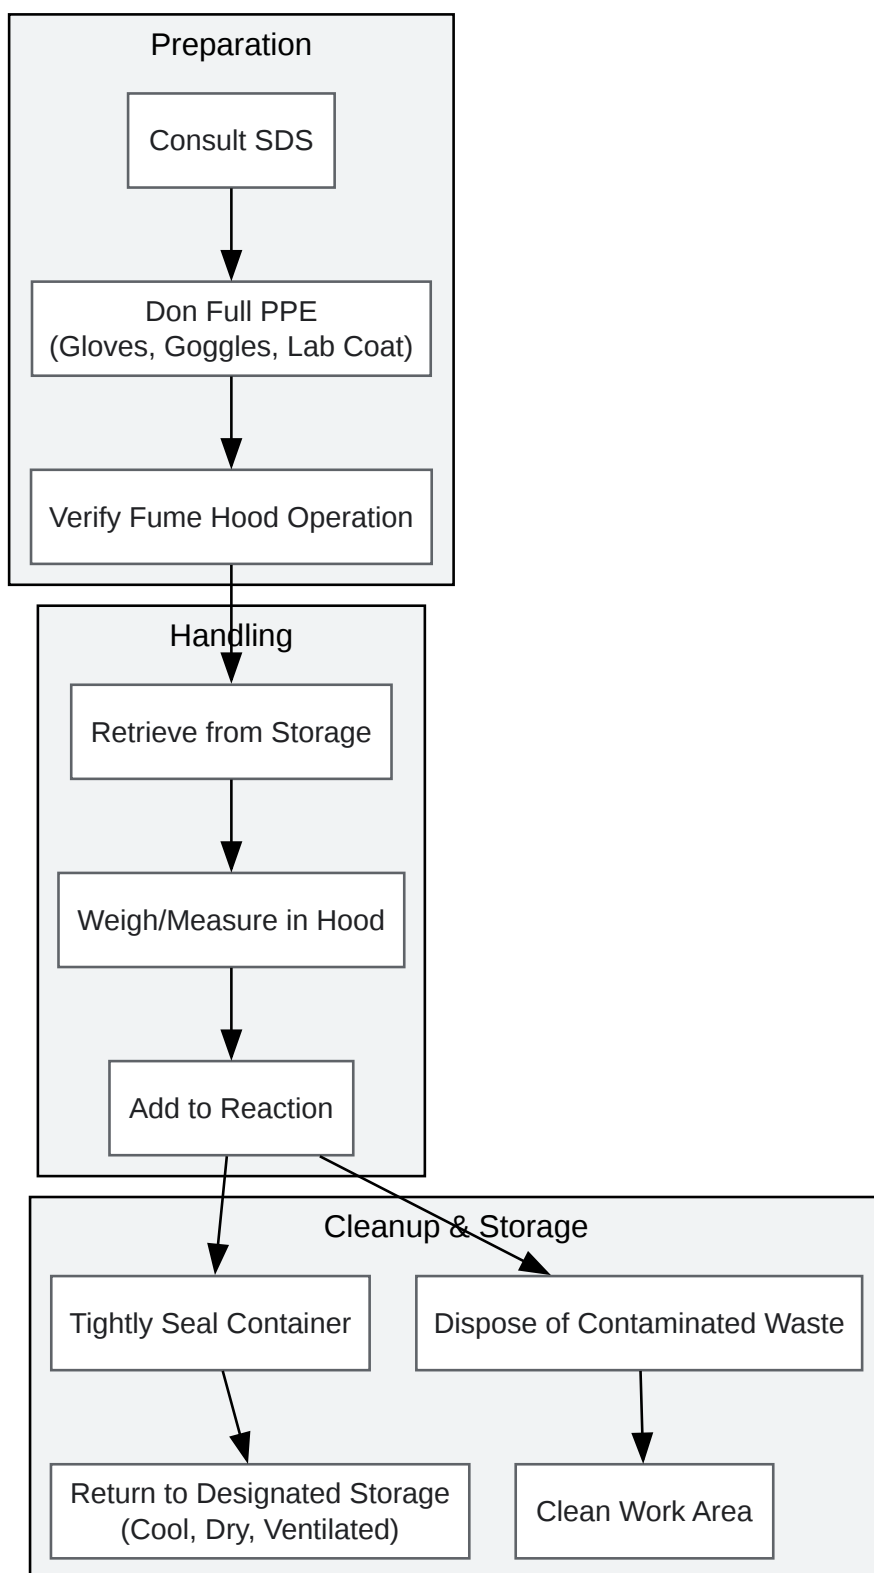 Preparation
Consult SDS
Don Full PPE
(Gloves, Goggles, Lab Coat)
Verify Fume Hood Operation
Handling
Retrieve from Storage
Weigh/Measure in Hood
Add to Reaction
Cleanup & Storage
Tightly Seal Container
Dispose of Contaminated Waste
Return to Designated Storage
(Cool, Dry, Ventilated)
Clean Work Area